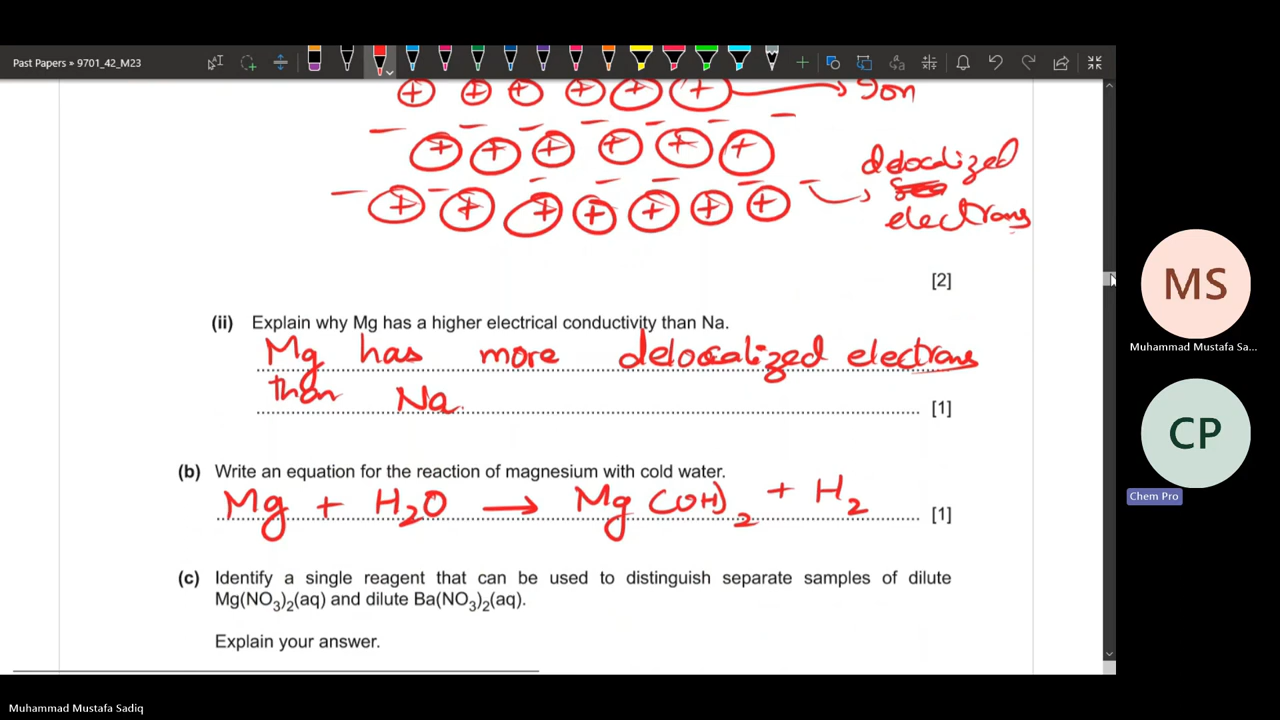 Past Papers » 9701_42_M23
+ + + + + + Ion
+ + + + + + delocalized
+ + + + + + + electrons
[2]
(ii) Explain why Mg has a higher electrical conductivity than Na.
Mg has more delocalized electrons
than Na
[1]
(b) Write an equation for the reaction of magnesium with cold water.
Mg + H₂O → Mg(OH)₂ + H₂
[1]
(c) Identify a single reagent that can be used to distinguish separate samples of dilute
Mg(NO₃)₂(aq) and dilute Ba(NO₃)₂(aq).
Explain your answer.
MS
Muhammad Mustafa Sa...
CP
Chem Pro
Muhammad Mustafa Sadiq